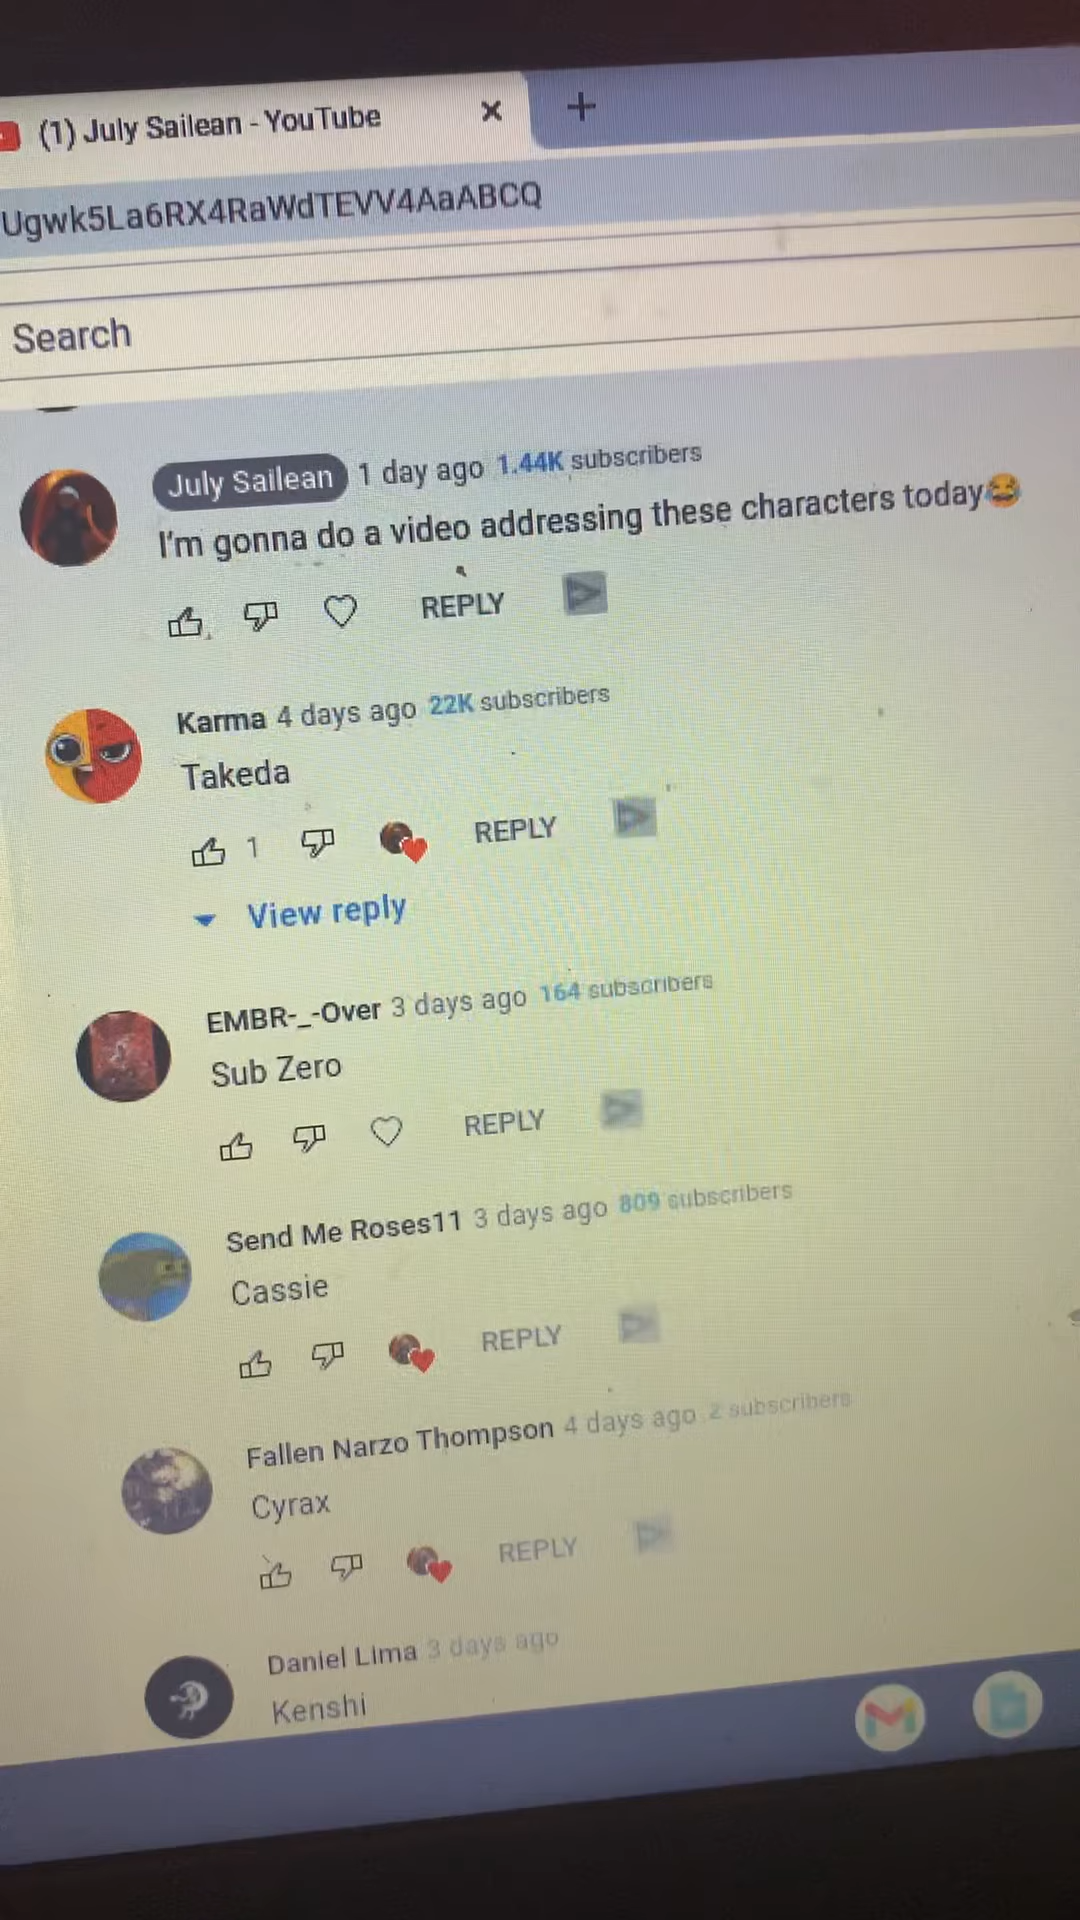 (1) July Sailean - YouTube
Ugwk5La6RX4RaWdTEVV4AaABCQ
Search
July Sailean 1 day ago 1.44K subscribers
I'm gonna do a video addressing these characters today😂
REPLY
Karma 4 days ago 22K subscribers
Takeda
1 REPLY
View reply
EMBR-_-Over 3 days ago 164 subscribers
Sub Zero
REPLY
Send Me Roses11 3 days ago 809 subscribers
Cassie
REPLY
Fallen Narzo Thompson 4 days ago 2 subscribers
Cyrax
REPLY
Daniel Lima 3 days ago
Kenshi